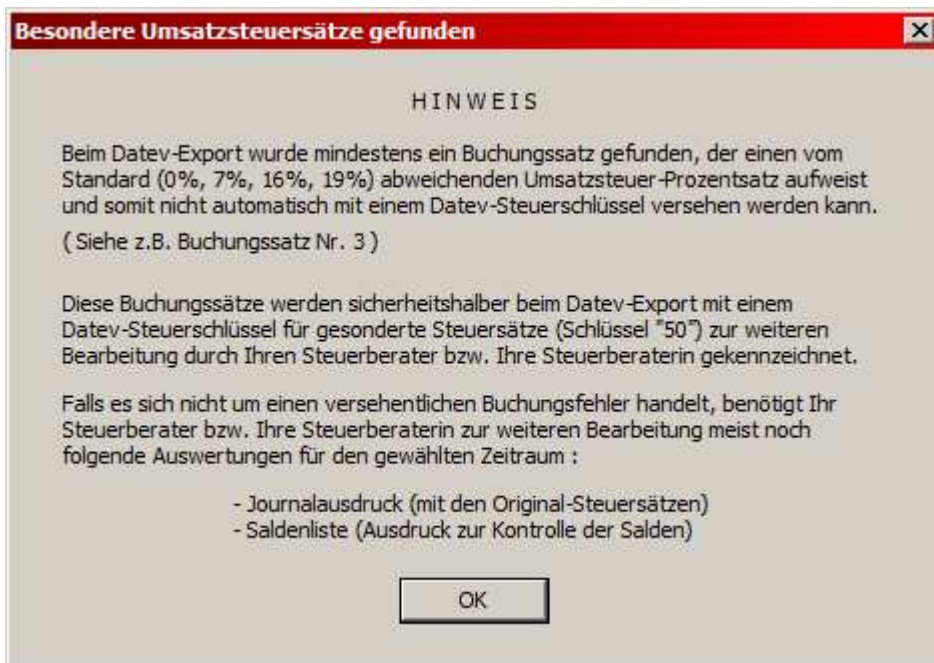 Besondere Umsatzsteuersätze gefunden
HINWEIS
Beim Datev-Export wurde mindestens ein Buchungssatz gefunden, der einen vom
Standard (0%, 7%, 16%, 19%) abweichenden Umsatzsteuer-Prozentsatz aufweist
und somit nicht automatisch mit einem Datev-Steuerschlüssel versehen werden kann.
( Siehe z.B. Buchungssatz Nr. 3 )
Diese Buchungssätze werden sicherheitshalber beim Datev-Export mit einem
Datev-Steuerschlüssel für gesonderte Steuersätze (Schlüssel "50") zur weiteren
Bearbeitung durch Ihren Steuerberater bzw. Ihre Steuerberaterin gekennzeichnet.
Falls es sich nicht um einen versehentlichen Buchungsfehler handelt, benötigt Ihr
Steuerberater bzw. Ihre Steuerberaterin zur weiteren Bearbeitung meist noch
folgende Auswertungen für den gewählten Zeitraum :
- Journalausdruck (mit den Original-Steuersätzen)
- Saldenliste (Ausdruck zur Kontrolle der Salden)
OK